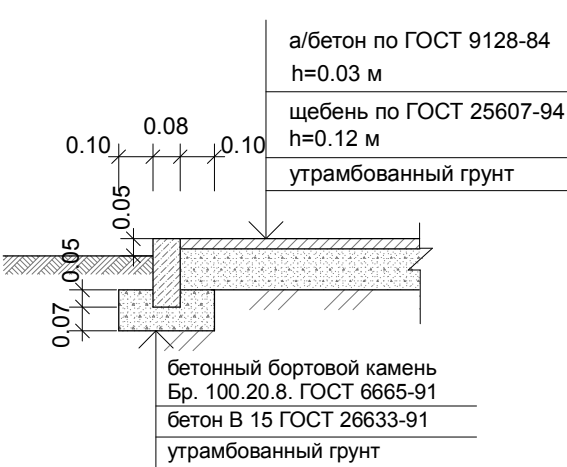 а/бетон по ГОСТ 9128-84
h=0.03 м
щебень по ГОСТ 25607-94
h=0.12 м
утрамбованный грунт
0.10
0.08
0.10
0.05
0.05
0,07
бетонный бортовой камень
Бр. 100.20.8. ГОСТ 6665-91
бетон В 15 ГОСТ 26633-91
утрамбованный грунт